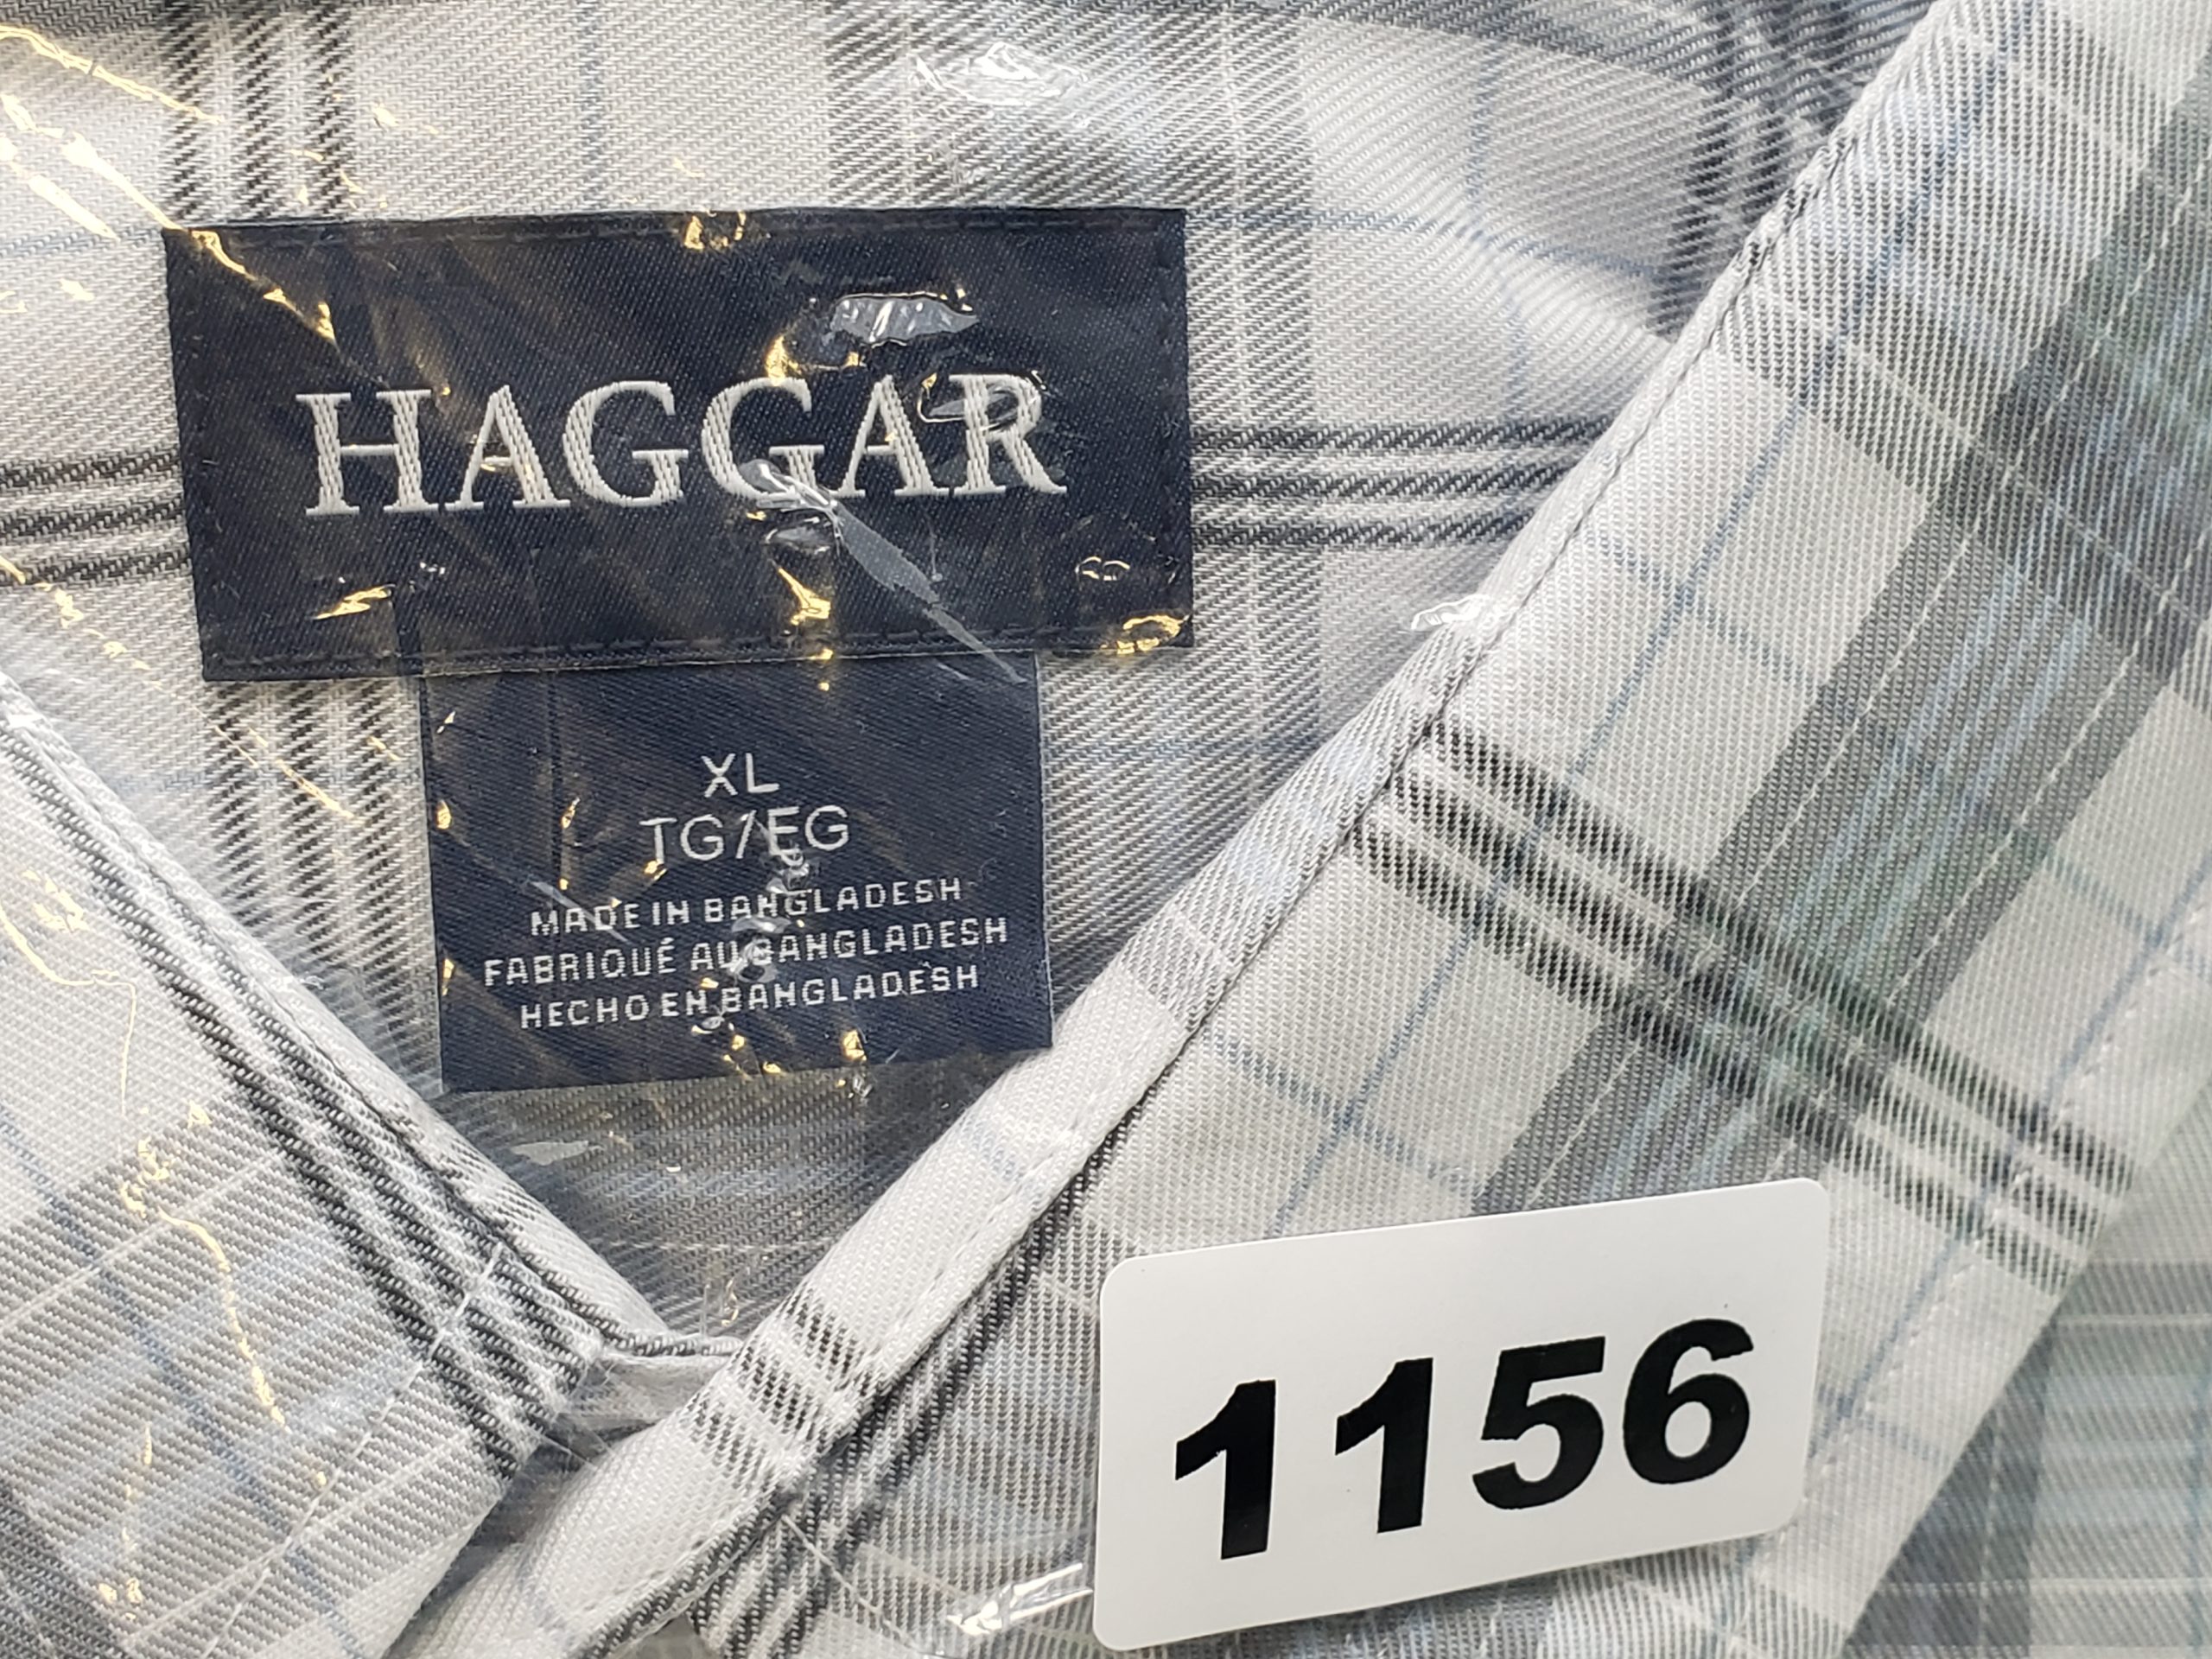 HAGGAR
XL
TG/EG
MADE IN BANGLADESH
FABRIQUÉ AU BANGLADESH
HECHO EN BANGLADESH
1156